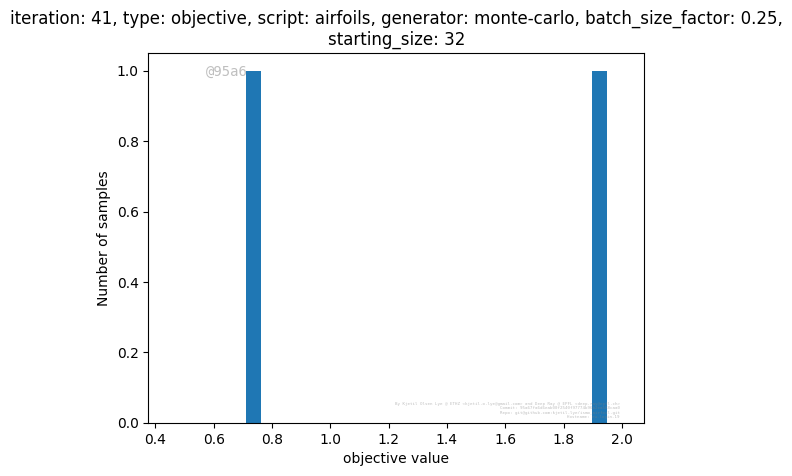 iteration: 41, type: objective, script: airfoils, generator: monte-carlo, batch_size_factor: 0.25,
starting_size: 32
@95a6
1.0
0.8
0.6
0.4
0.2
0.0
Number of samples
0.4 0.6 0.8 1.0 1.2 1.4 1.6 1.8 2.0
objective value